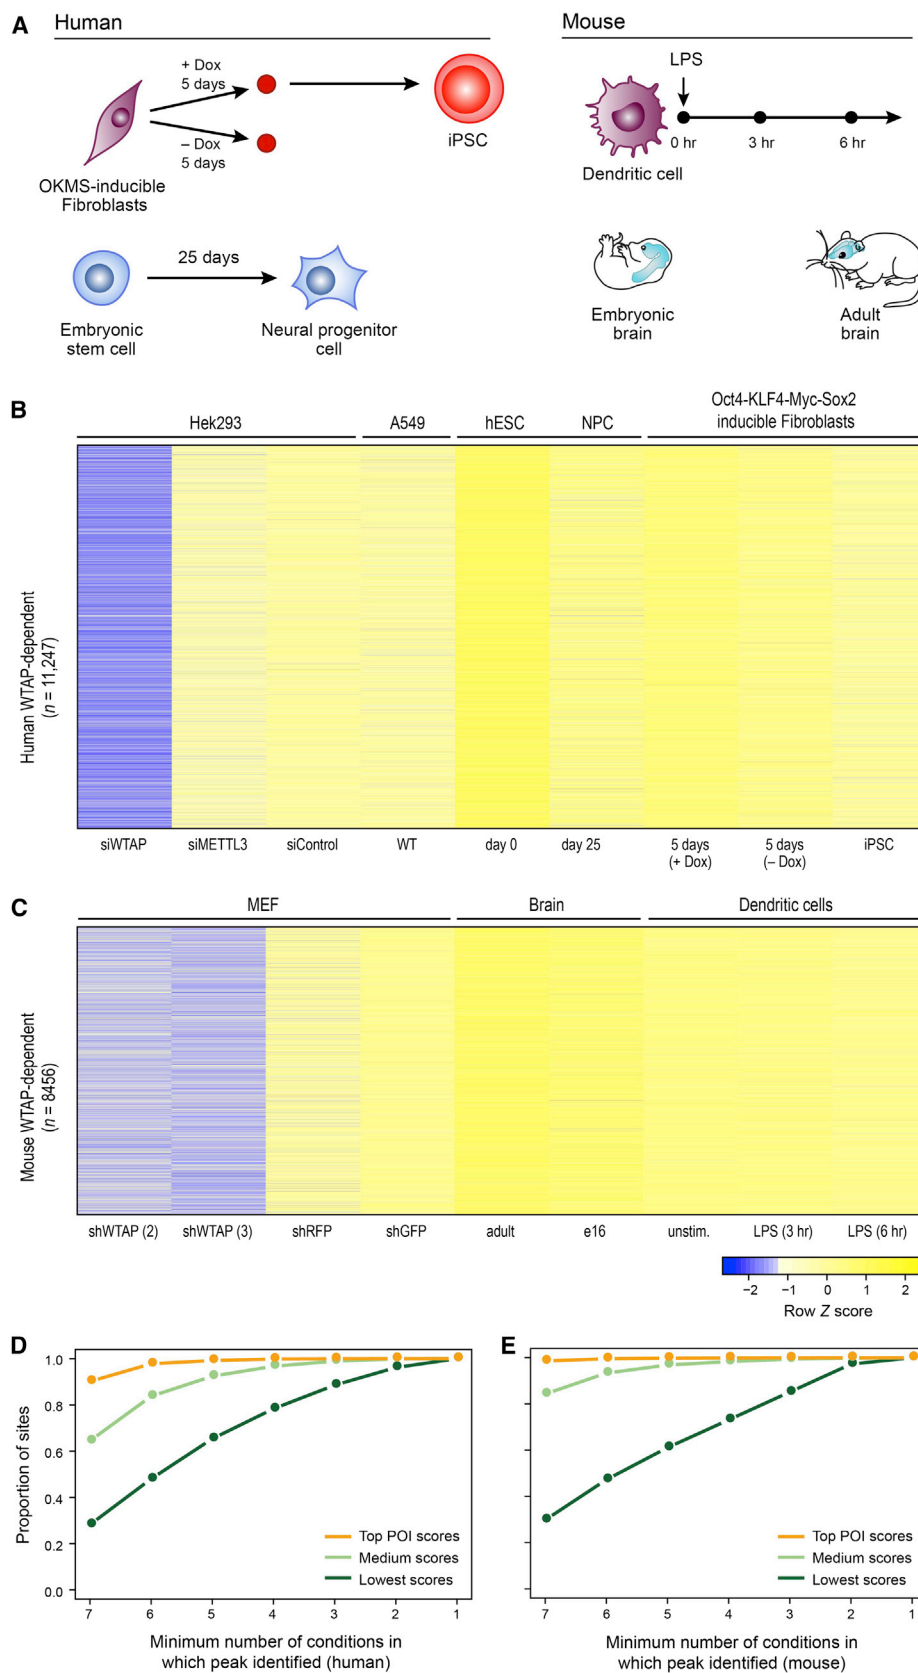 A
Human
Mouse
+ Dox
5 days
– Dox
5 days
OKMS-inducible
Fibroblasts
iPSC
LPS
0 hr
3 hr
6 hr
Dendritic cell
25 days
Embryonic
stem cell
Neural progenitor
cell
Embryonic
brain
Adult
brain
B
Hek293
A549
hESC
NPC
Oct4-KLF4-Myc-Sox2
inducible Fibroblasts
Human WTAP-dependent
(n = 11,247)
siWTAP
siMETTL3
siControl
WT
day 0
day 25
5 days
(+ Dox)
5 days
(– Dox)
iPSC
C
MEF
Brain
Dendritic cells
Mouse WTAP-dependent
(n = 8456)
shWTAP (2)
shWTAP (3)
shRFP
shGFP
adult
e16
unstim.
LPS (3 hr)
LPS (6 hr)
−2 −1 0 1 2
Row Z score
D
Proportion of sites
1.0
0.8
0.6
0.4
0.2
0.0
Top POI scores
Medium scores
Lowest scores
7 6 5 4 3 2 1
Minimum number of conditions in
which peak identified (human)
E
Top POI scores
Medium scores
Lowest scores
7 6 5 4 3 2 1
Minimum number of conditions in
which peak identified (mouse)